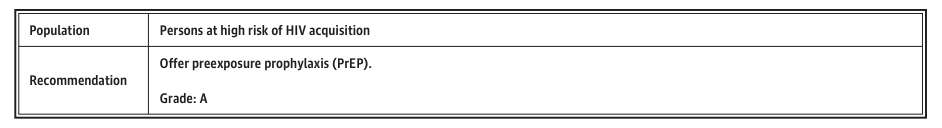 Population
Persons at high risk of HIV acquisition
Recommendation
Offer preexposure prophylaxis (PrEP).
Grade: A